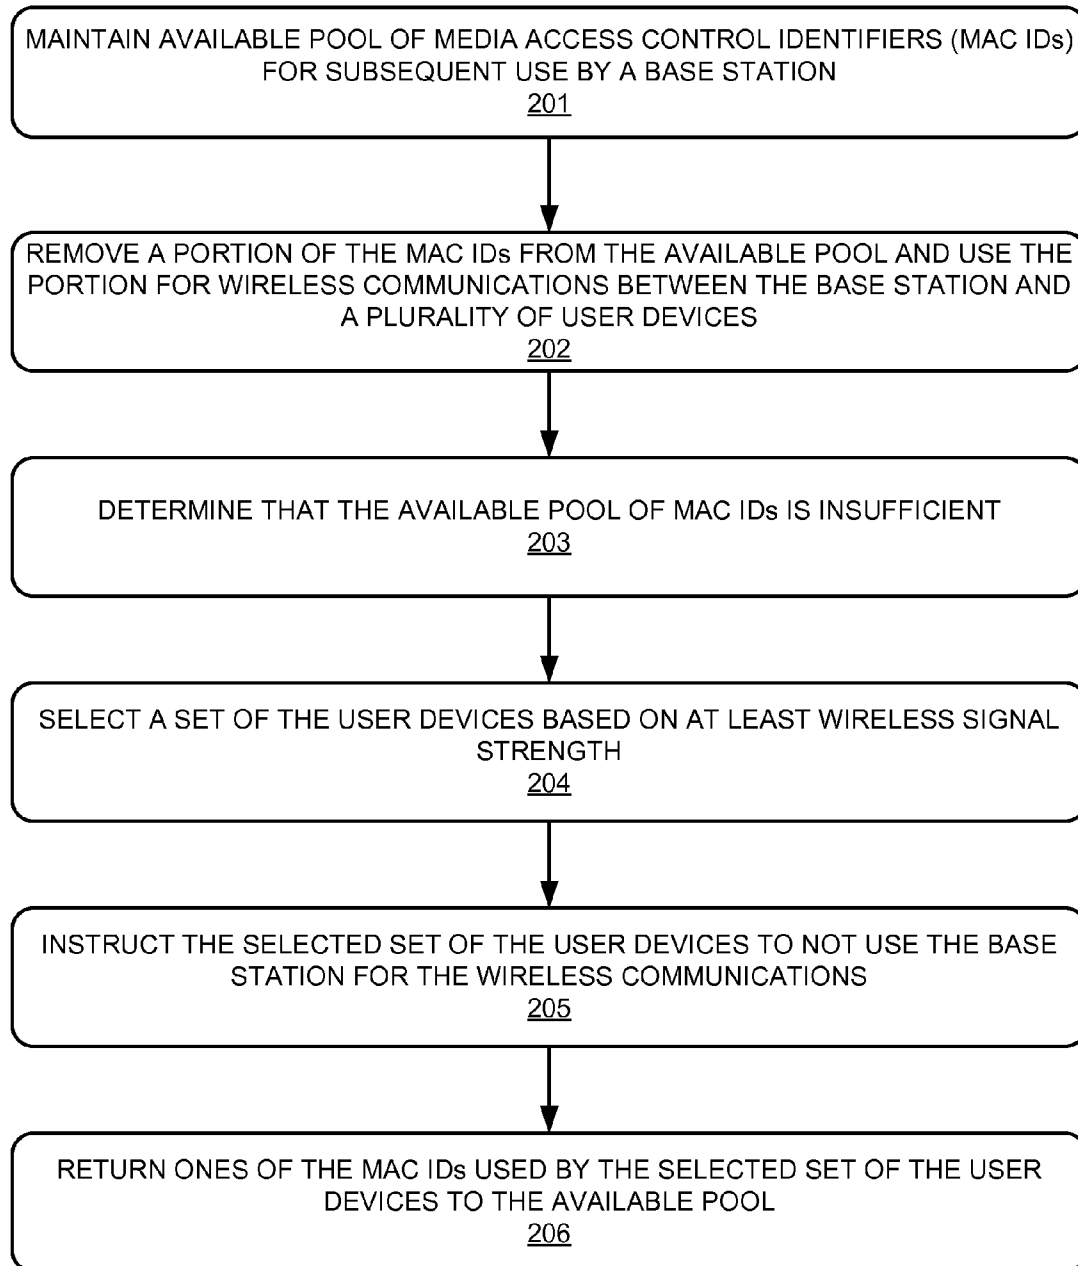 MAINTAIN AVAILABLE POOL OF MEDIA ACCESS CONTROL IDENTIFIERS (MAC IDs)
FOR SUBSEQUENT USE BY A BASE STATION
201
REMOVE A PORTION OF THE MAC IDs FROM THE AVAILABLE POOL AND USE THE
PORTION FOR WIRELESS COMMUNICATIONS BETWEEN THE BASE STATION AND
A PLURALITY OF USER DEVICES
202
DETERMINE THAT THE AVAILABLE POOL OF MAC IDs IS INSUFFICIENT
203
SELECT A SET OF THE USER DEVICES BASED ON AT LEAST WIRELESS SIGNAL
STRENGTH
204
INSTRUCT THE SELECTED SET OF THE USER DEVICES TO NOT USE THE BASE
STATION FOR THE WIRELESS COMMUNICATIONS
205
RETURN ONES OF THE MAC IDs USED BY THE SELECTED SET OF THE USER
DEVICES TO THE AVAILABLE POOL
206